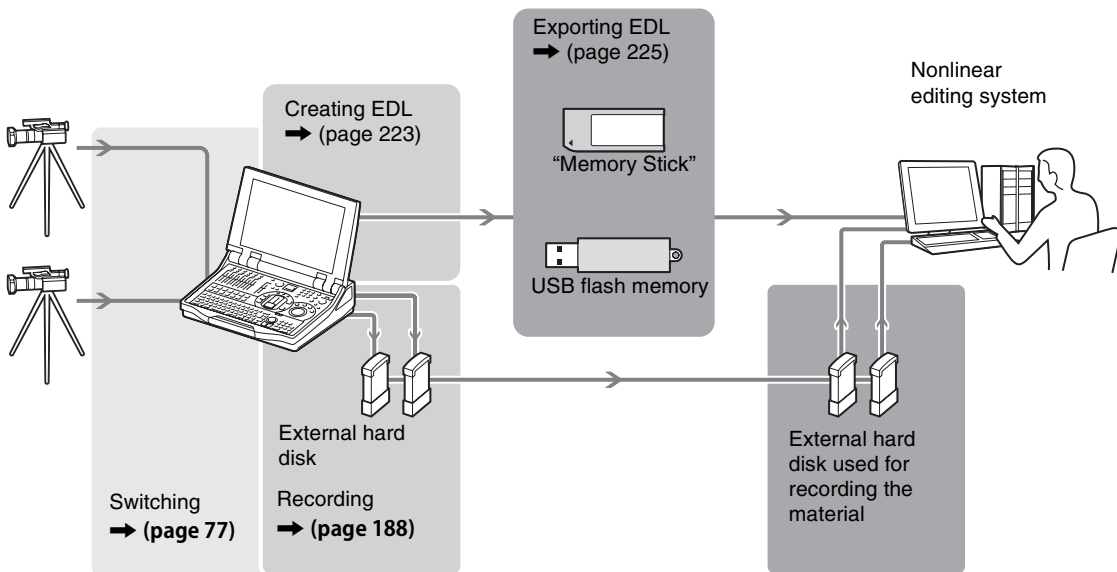 Exporting EDL
➡ (page 225)
“Memory Stick”
USB flash memory
Nonlinear
editing system
Creating EDL
➡ (page 223)
External hard
disk
Switching
➡ (page 77)
Recording
➡ (page 188)
External hard
disk used for
recording the
material